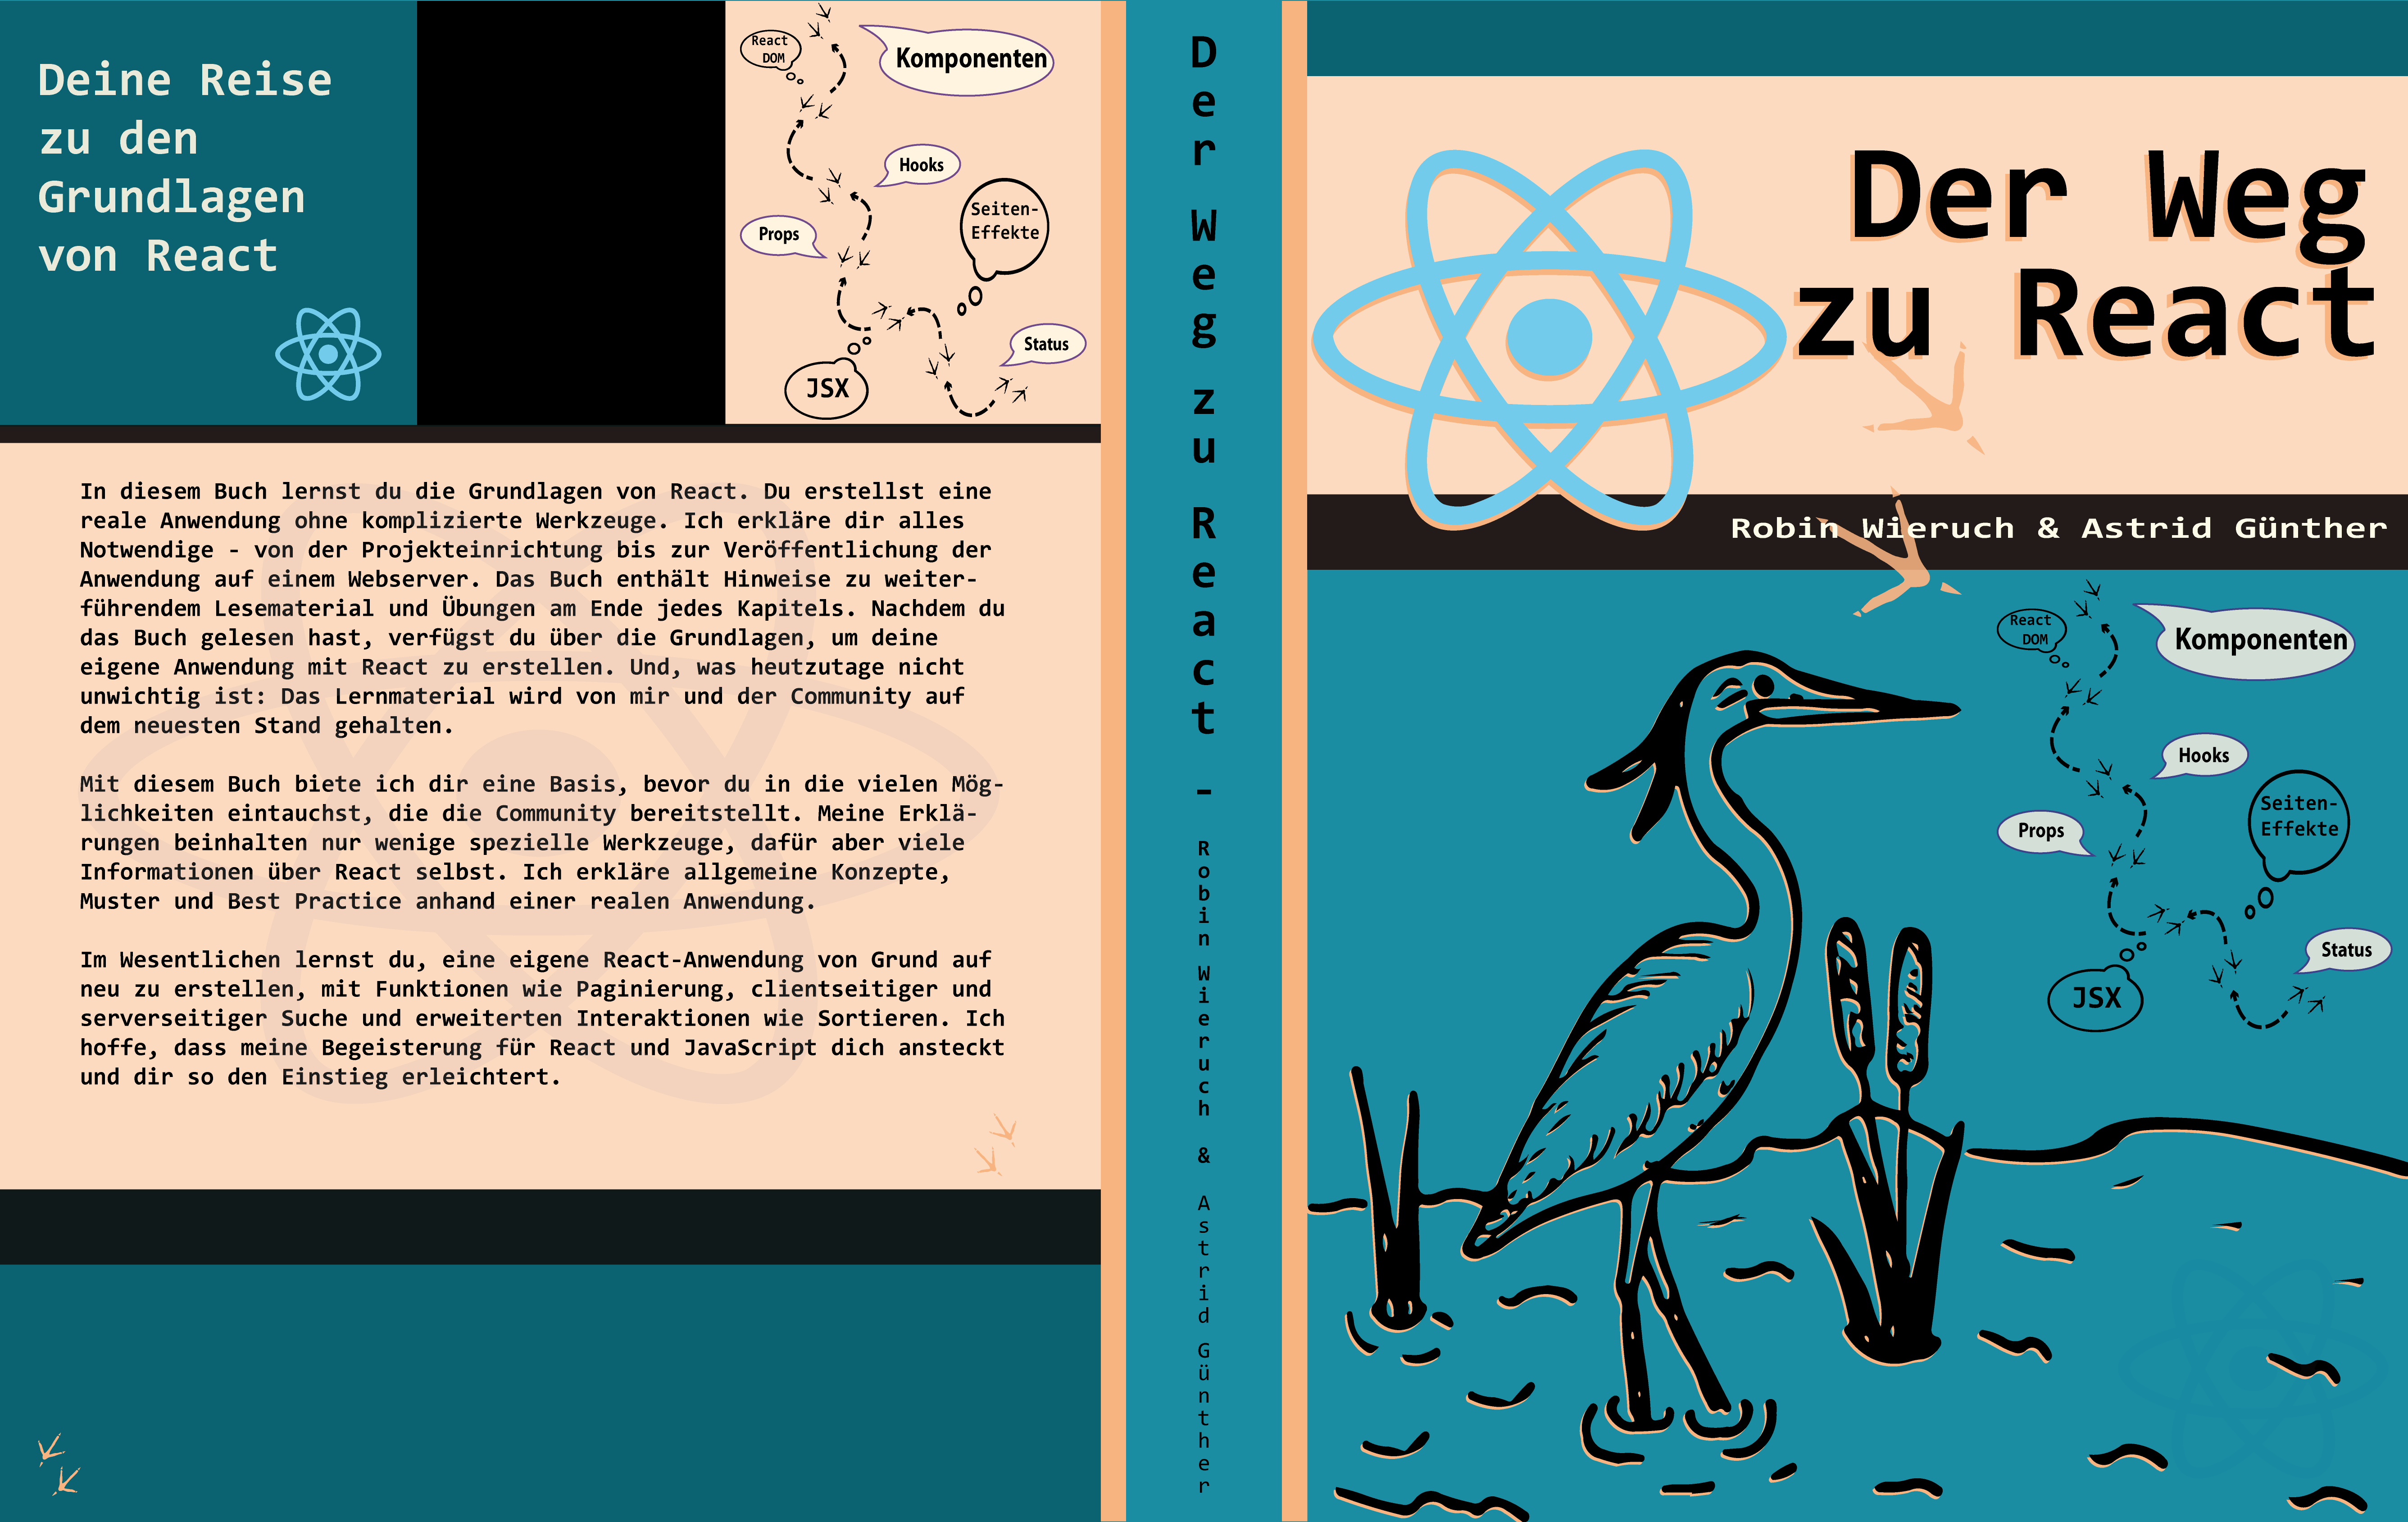 Deine Reise
zu den
Grundlagen
von React
React
DOM
Komponenten
Hooks
Seiten-
Effekte
Props
Status
JSX
In diesem Buch lernst du die Grundlagen von React. Du erstellst eine
reale Anwendung ohne komplizierte Werkzeuge. Ich erkläre dir alles
Notwendige - von der Projekteinrichtung bis zur Veröffentlichung der
Anwendung auf einem Webserver. Das Buch enthält Hinweise zu weiter-
führendem Lesematerial und Übungen am Ende jedes Kapitels. Nachdem du
das Buch gelesen hast, verfügst du über die Grundlagen, um deine
eigene Anwendung mit React zu erstellen. Und, was heutzutage nicht
unwichtig ist: Das Lernmaterial wird von mir und der Community auf
dem neuesten Stand gehalten.
Mit diesem Buch biete ich dir eine Basis, bevor du in die vielen Mög-
lichkeiten eintauchst, die die Community bereitstellt. Meine Erklä-
rungen beinhalten nur wenige spezielle Werkzeuge, dafür aber viele
Informationen über React selbst. Ich erkläre allgemeine Konzepte,
Muster und Best Practice anhand einer realen Anwendung.
Im Wesentlichen lernst du, eine eigene React-Anwendung von Grund auf
neu zu erstellen, mit Funktionen wie Paginierung, clientseitiger und
serverseitiger Suche und erweiterten Interaktionen wie Sortieren. Ich
hoffe, dass meine Begeisterung für React und JavaScript dich ansteckt
und dir so den Einstieg erleichtert.
Der Weg zu React - Robin Wieruch & Astrid Günther
Der Weg
zu React
Robin Wieruch & Astrid Günther
React
DOM
Komponenten
Hooks
Seiten-
Effekte
Props
Status
JSX